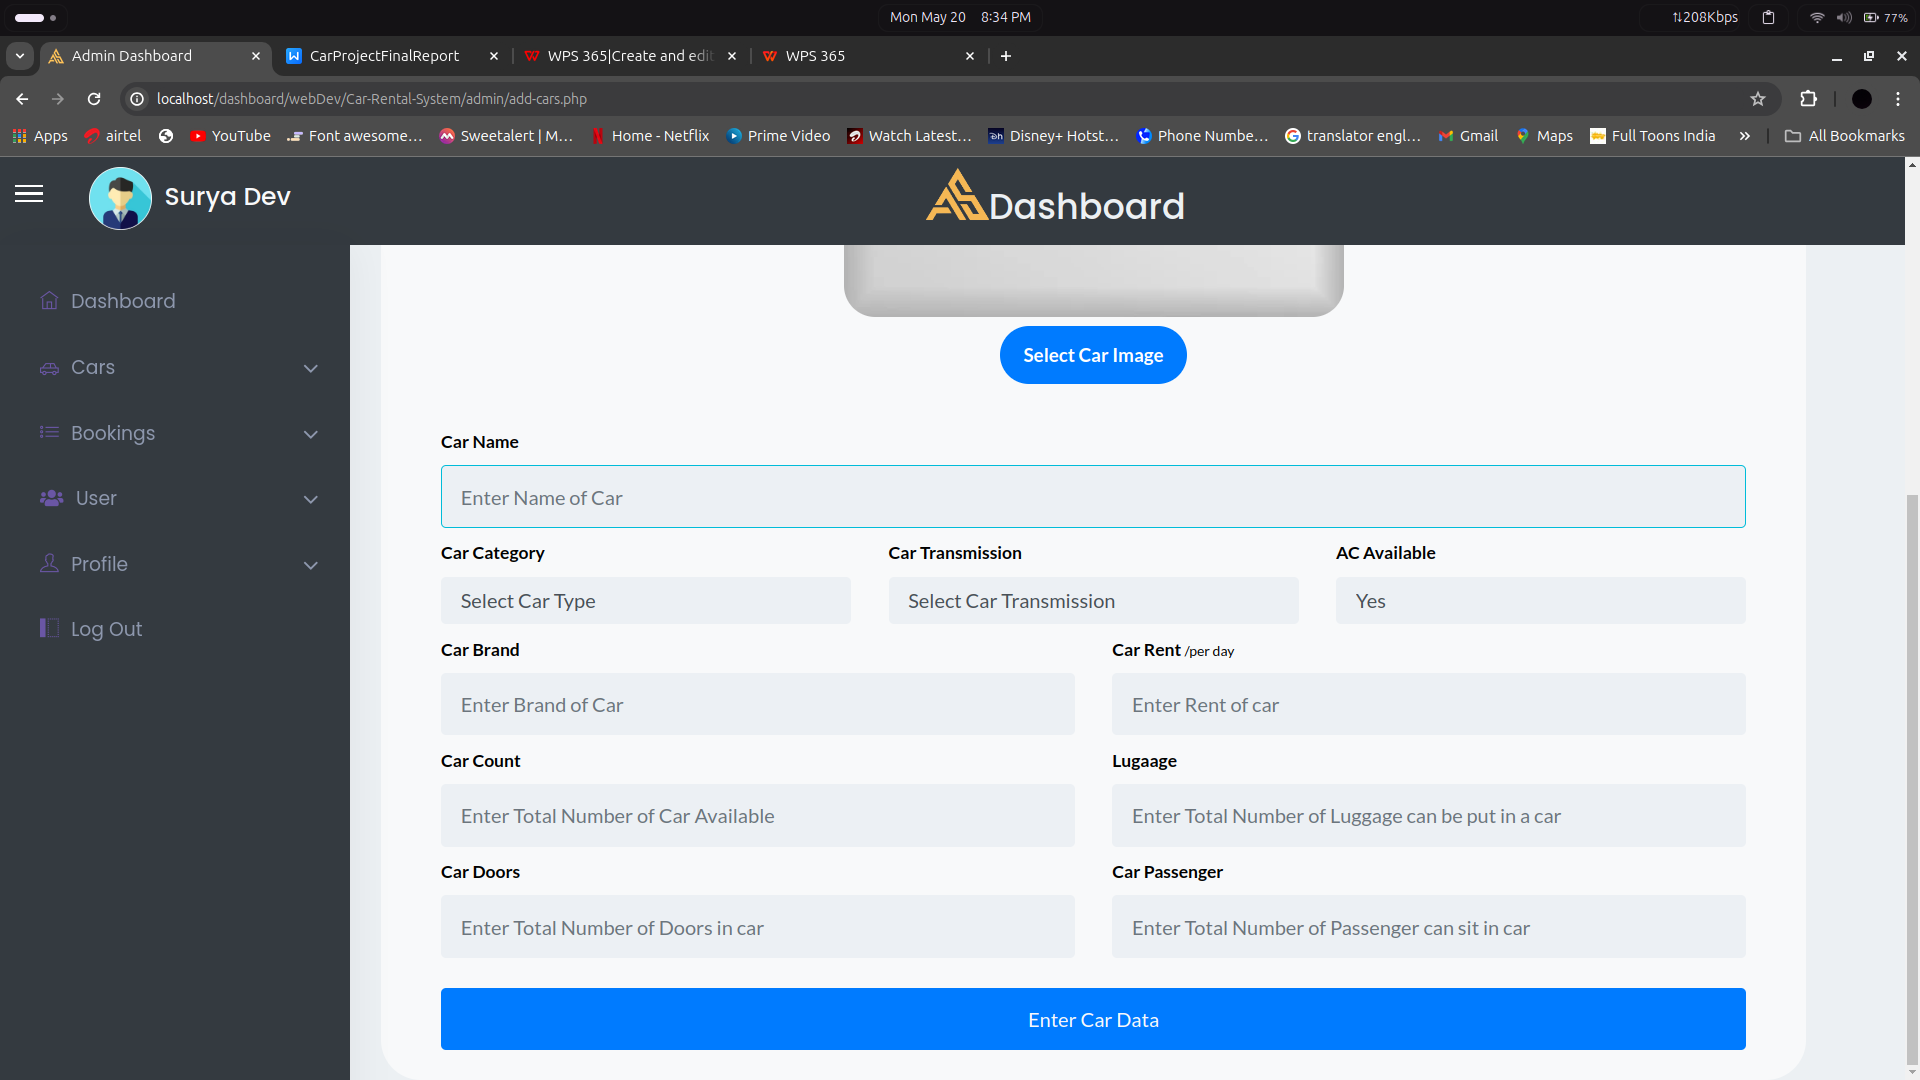 Mon May 20 8:34 PM
⇅208Kbps
77%
Admin Dashboard
CarProjectFinalReport
WPS 365|Create and edit
WPS 365
localhost/dashboard/webDev/Car-Rental-System/admin/add-cars.php
Apps
airtel
YouTube
Font awesome…
Sweetalert | M…
Home - Netflix
Prime Video
Watch Latest…
Disney+ Hotst…
Phone Numbe…
translator engl…
Gmail
Maps
Full Toons India
All Bookmarks
Surya Dev
Dashboard
Dashboard
Cars
Bookings
User
Profile
Log Out
Select Car Image
Car Name
Enter Name of Car
Car Category Car Transmission AC Available
Select Car Type Select Car Transmission Yes
Car Brand Car Rent /per day
Enter Brand of Car Enter Rent of car
Car Count Lugaage
Enter Total Number of Car Available Enter Total Number of Luggage can be put in a car
Car Doors Car Passenger
Enter Total Number of Doors in car Enter Total Number of Passenger can sit in car
Enter Car Data